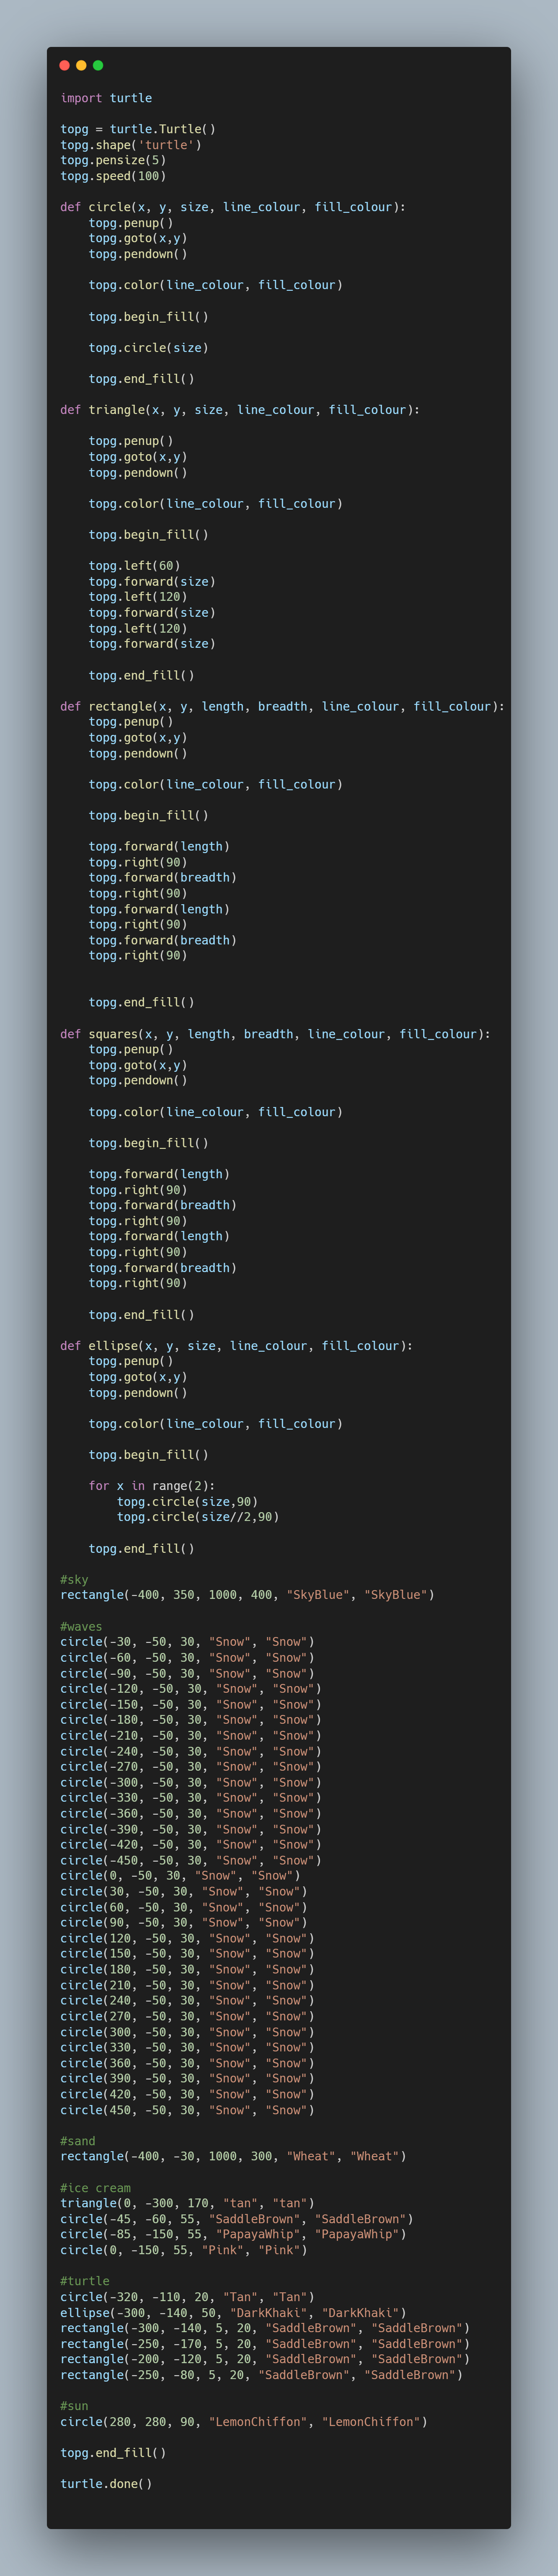 import turtle
topg = turtle.Turtle()
topg.shape('turtle')
topg.pensize(5)
topg.speed(100)
def circle(x, y, size, line_colour, fill_colour):
    topg.penup()
    topg.goto(x,y)
    topg.pendown()
    topg.color(line_colour, fill_colour)
    topg.begin_fill()
    topg.circle(size)
    topg.end_fill()
def triangle(x, y, size, line_colour, fill_colour):
    topg.penup()
    topg.goto(x,y)
    topg.pendown()
    topg.color(line_colour, fill_colour)
    topg.begin_fill()
    topg.left(60)
    topg.forward(size)
    topg.left(120)
    topg.forward(size)
    topg.left(120)
    topg.forward(size)
    topg.end_fill()
def rectangle(x, y, length, breadth, line_colour, fill_colour):
    topg.penup()
    topg.goto(x,y)
    topg.pendown()
    topg.color(line_colour, fill_colour)
    topg.begin_fill()
    topg.forward(length)
    topg.right(90)
    topg.forward(breadth)
    topg.right(90)
    topg.forward(length)
    topg.right(90)
    topg.forward(breadth)
    topg.right(90)
    topg.end_fill()
def squares(x, y, length, breadth, line_colour, fill_colour):
    topg.penup()
    topg.goto(x,y)
    topg.pendown()
    topg.color(line_colour, fill_colour)
    topg.begin_fill()
    topg.forward(length)
    topg.right(90)
    topg.forward(breadth)
    topg.right(90)
    topg.forward(length)
    topg.right(90)
    topg.forward(breadth)
    topg.right(90)
    topg.end_fill()
def ellipse(x, y, size, line_colour, fill_colour):
    topg.penup()
    topg.goto(x,y)
    topg.pendown()
    topg.color(line_colour, fill_colour)
    topg.begin_fill()
    for x in range(2):
        topg.circle(size,90)
        topg.circle(size//2,90)
    topg.end_fill()
#sky
rectangle(-400, 350, 1000, 400, "SkyBlue", "SkyBlue")
#waves
circle(-30, -50, 30, "Snow", "Snow")
circle(-60, -50, 30, "Snow", "Snow")
circle(-90, -50, 30, "Snow", "Snow")
circle(-120, -50, 30, "Snow", "Snow")
circle(-150, -50, 30, "Snow", "Snow")
circle(-180, -50, 30, "Snow", "Snow")
circle(-210, -50, 30, "Snow", "Snow")
circle(-240, -50, 30, "Snow", "Snow")
circle(-270, -50, 30, "Snow", "Snow")
circle(-300, -50, 30, "Snow", "Snow")
circle(-330, -50, 30, "Snow", "Snow")
circle(-360, -50, 30, "Snow", "Snow")
circle(-390, -50, 30, "Snow", "Snow")
circle(-420, -50, 30, "Snow", "Snow")
circle(-450, -50, 30, "Snow", "Snow")
circle(0, -50, 30, "Snow", "Snow")
circle(30, -50, 30, "Snow", "Snow")
circle(60, -50, 30, "Snow", "Snow")
circle(90, -50, 30, "Snow", "Snow")
circle(120, -50, 30, "Snow", "Snow")
circle(150, -50, 30, "Snow", "Snow")
circle(180, -50, 30, "Snow", "Snow")
circle(210, -50, 30, "Snow", "Snow")
circle(240, -50, 30, "Snow", "Snow")
circle(270, -50, 30, "Snow", "Snow")
circle(300, -50, 30, "Snow", "Snow")
circle(330, -50, 30, "Snow", "Snow")
circle(360, -50, 30, "Snow", "Snow")
circle(390, -50, 30, "Snow", "Snow")
circle(420, -50, 30, "Snow", "Snow")
circle(450, -50, 30, "Snow", "Snow")
#sand
rectangle(-400, -30, 1000, 300, "Wheat", "Wheat")
#ice cream
triangle(0, -300, 170, "tan", "tan")
circle(-45, -60, 55, "SaddleBrown", "SaddleBrown")
circle(-85, -150, 55, "PapayaWhip", "PapayaWhip")
circle(0, -150, 55, "Pink", "Pink")
#turtle
circle(-320, -110, 20, "Tan", "Tan")
ellipse(-300, -140, 50, "DarkKhaki", "DarkKhaki")
rectangle(-300, -140, 5, 20, "SaddleBrown", "SaddleBrown")
rectangle(-250, -170, 5, 20, "SaddleBrown", "SaddleBrown")
rectangle(-200, -120, 5, 20, "SaddleBrown", "SaddleBrown")
rectangle(-250, -80, 5, 20, "SaddleBrown", "SaddleBrown")
#sun
circle(280, 280, 90, "LemonChiffon", "LemonChiffon")
topg.end_fill()
turtle.done()